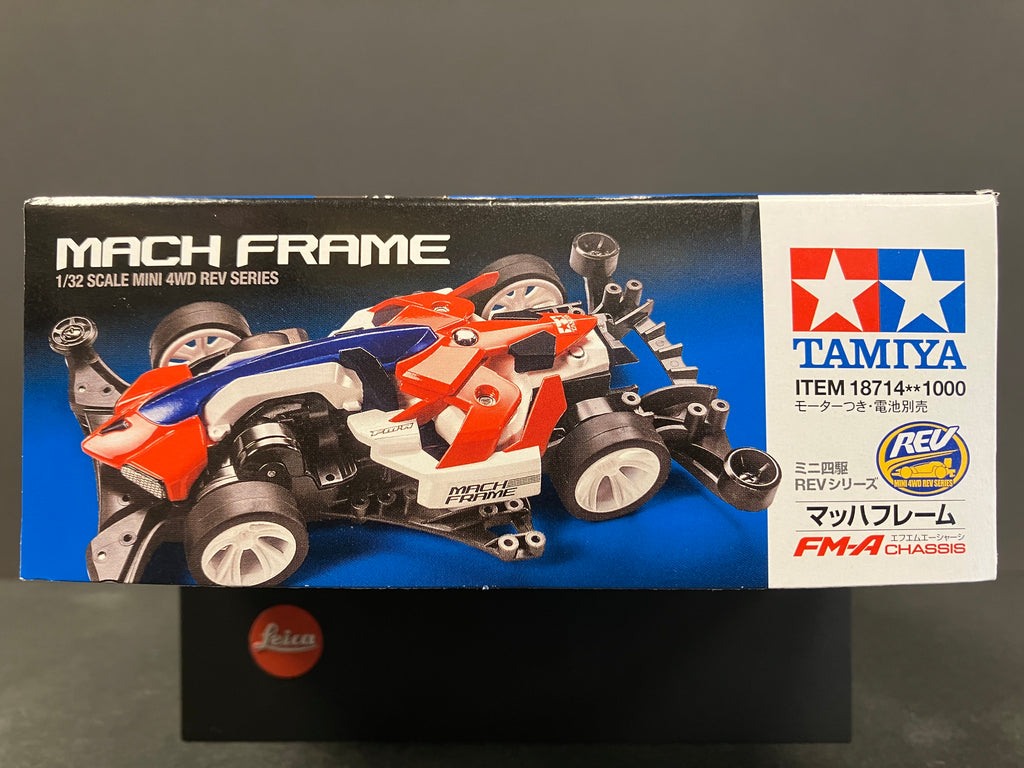 MACH FRAME
1/32 SCALE MINI 4WD REV SERIES
MACH
FRAME
TAMIYA
ITEM 18714**1000
モーターつき・電池別売
ミニ四駆
REVシリーズ
REV
MINI 4WD REV SERIES
マッハフレーム
FM-A
エフエムエーシャーシ
CHASSIS
Leica